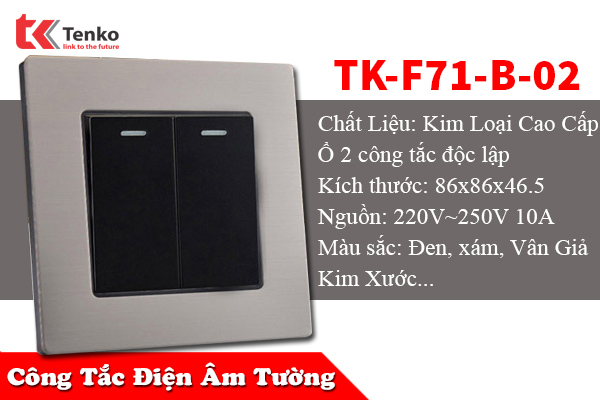 tk Tenko
link to the future
TK-F71-B-02
Chất Liệu: Kim Loại Cao Cấp
Ổ 2 công tắc độc lập
Kích thước: 86x86x46.5
Nguồn: 220V~250V 10A
Màu sắc: Đen, xám, Vân Giả
Kim Xước...
Công Tắc Điện Âm Tường